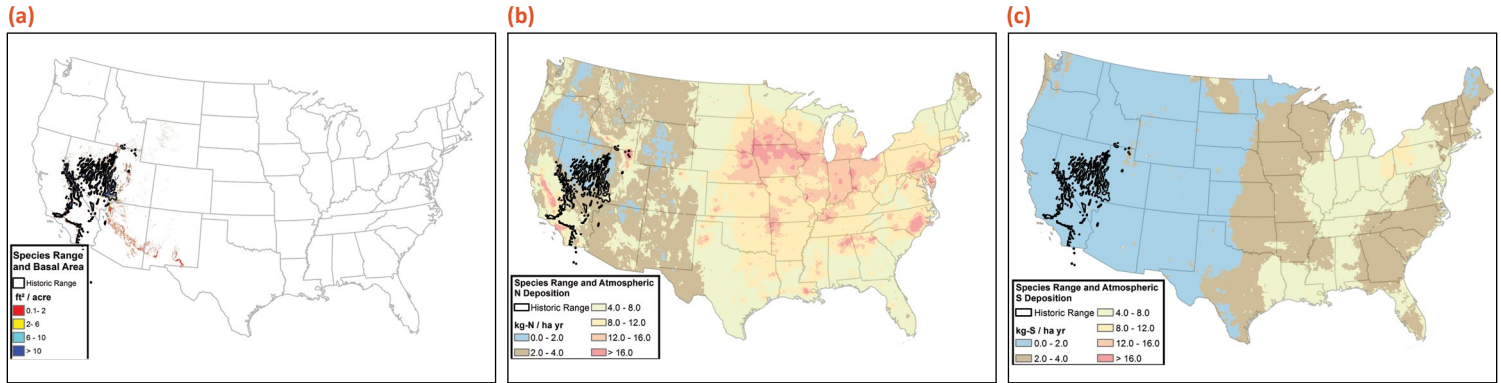 (a)
(b)
(c)
Species Range
and Basal Area
Historic Range
ft² / acre
0.1- 2
2- 6
6 - 10
> 10
Species Range and Atmospheric
N Deposition
Historic Range
kg-N / ha yr
0.0 - 2.0
2.0 - 4.0
4.0 - 8.0
8.0 - 12.0
12.0 - 16.0
> 16.0
Species Range and Atmospheric
S Deposition
Historic Range
kg-S / ha yr
0.0 - 2.0
2.0 - 4.0
4.0 - 8.0
8.0 - 12.0
12.0 - 16.0
> 16.0